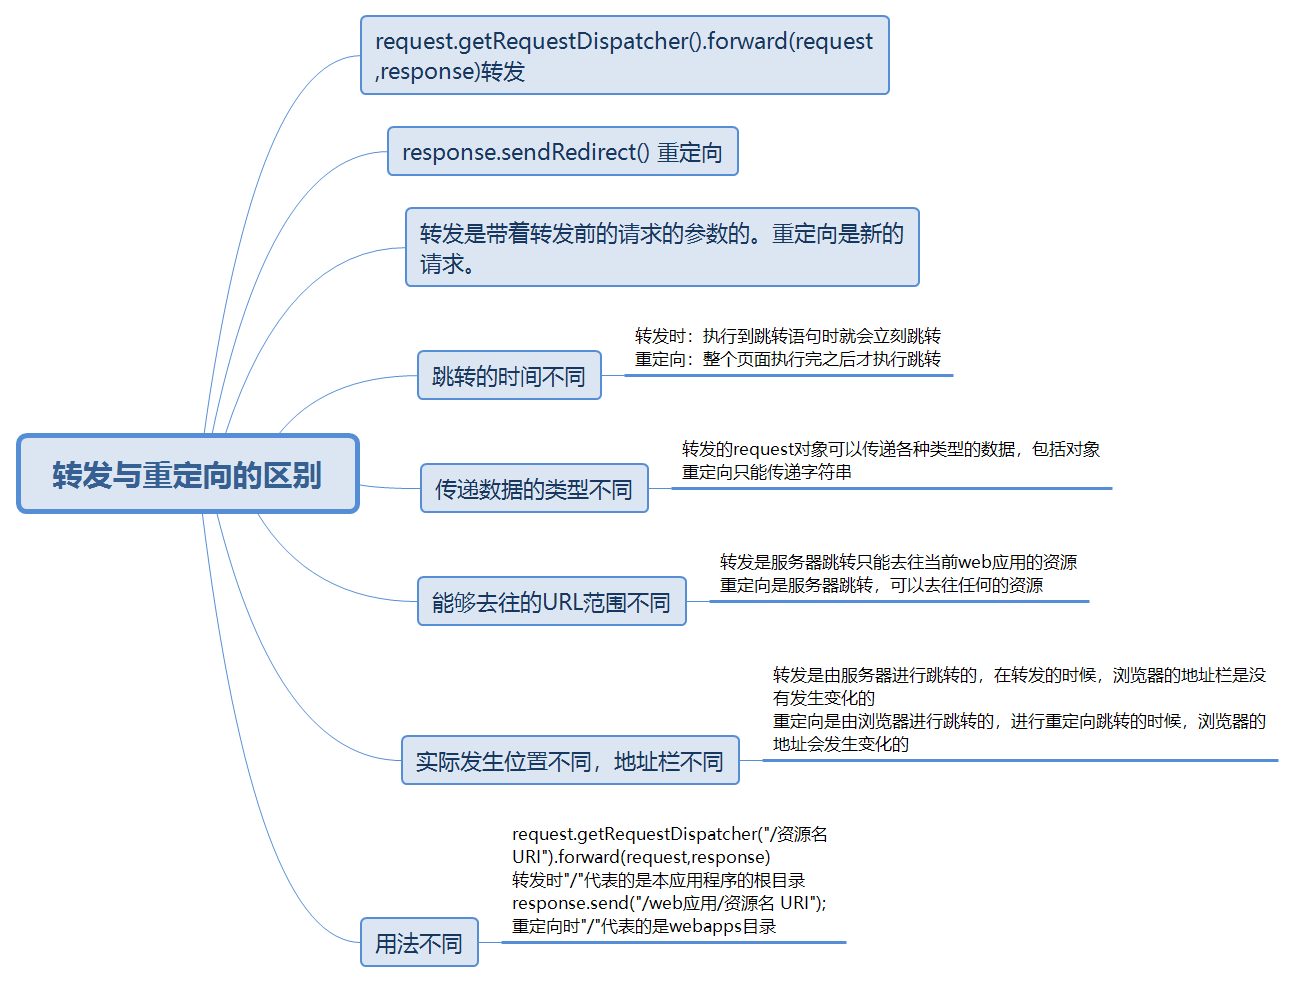 request.getRequestDispatcher().forward(request
,response)转发
response.sendRedirect() 重定向
转发是带着转发前的请求的参数的。重定向是新的
请求。
转发时：执行到跳转语句时就会立刻跳转
重定向：整个页面执行完之后才执行跳转
跳转的时间不同
转发与重定向的区别
转发的request对象可以传递各种类型的数据，包括对象
重定向只能传递字符串
传递数据的类型不同
转发是服务器跳转只能去往当前web应用的资源
重定向是服务器跳转，可以去往任何的资源
能够去往的URL范围不同
转发是由服务器进行跳转的，在转发的时候，浏览器的地址栏是没
有发生变化的
重定向是由浏览器进行跳转的，进行重定向跳转的时候，浏览器的
地址会发生变化的
实际发生位置不同，地址栏不同
request.getRequestDispatcher("/资源名
URI").forward(request,response)
转发时"/"代表的是本应用程序的根目录
response.send("/web应用/资源名 URI");
重定向时"/"代表的是webapps目录
用法不同